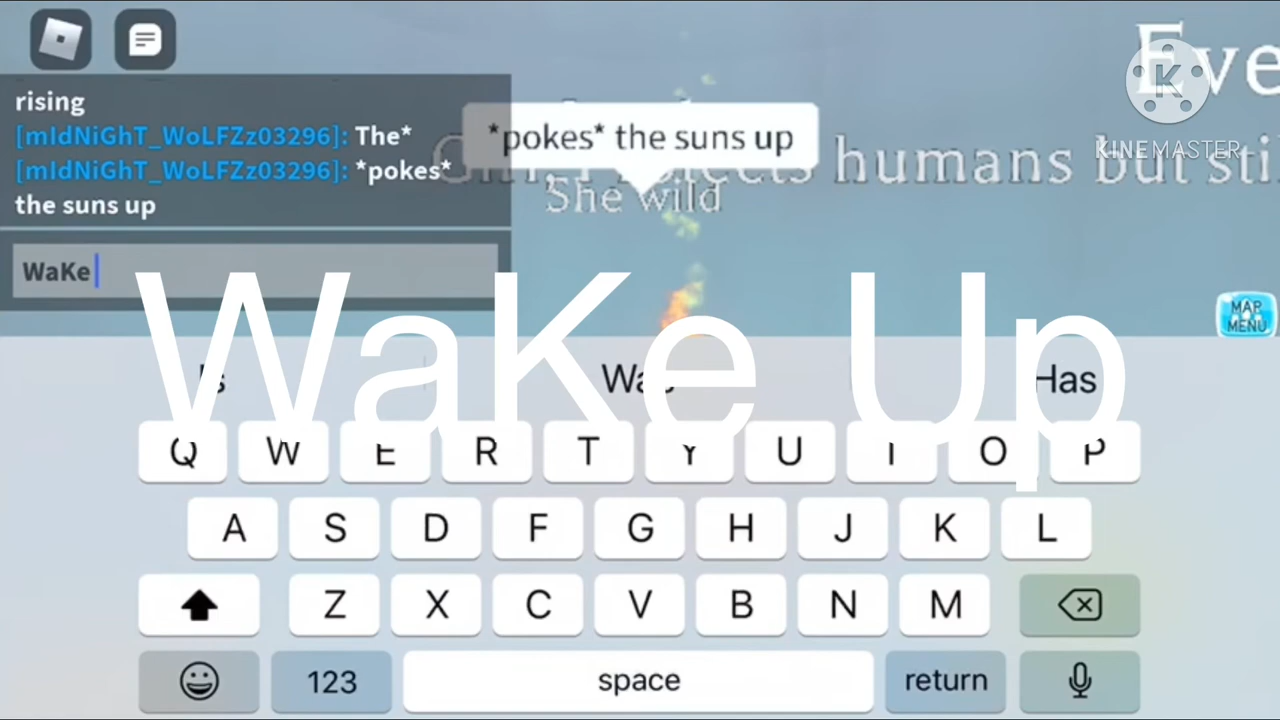 rising
[mIdNiGhT_WoLFZz03296]: The*
[mIdNiGhT_WoLFZz03296]: *pokes*
the suns up
WaKe
*pokes* the suns up
Eve
humans but sti
She wild
KINEMASTER
MAP
MENU
WaKe Up
Has
Q W E R T Y U I O P
A S D F G H J K L
Z X C V B N M
123 space return